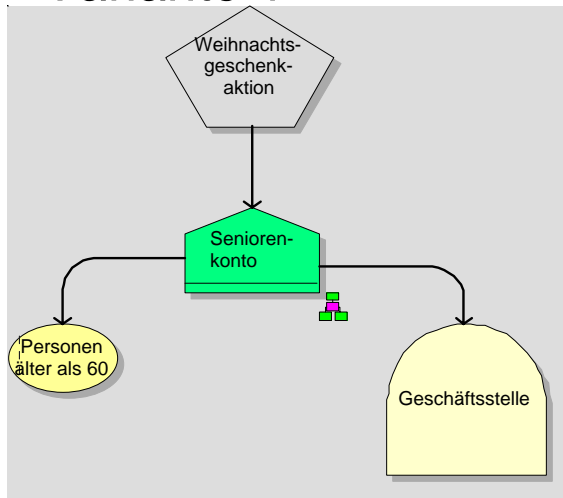 Weihnachts-
geschenk-
aktion
Senioren-
konto
Personen
älter als 60
Geschäftsstelle